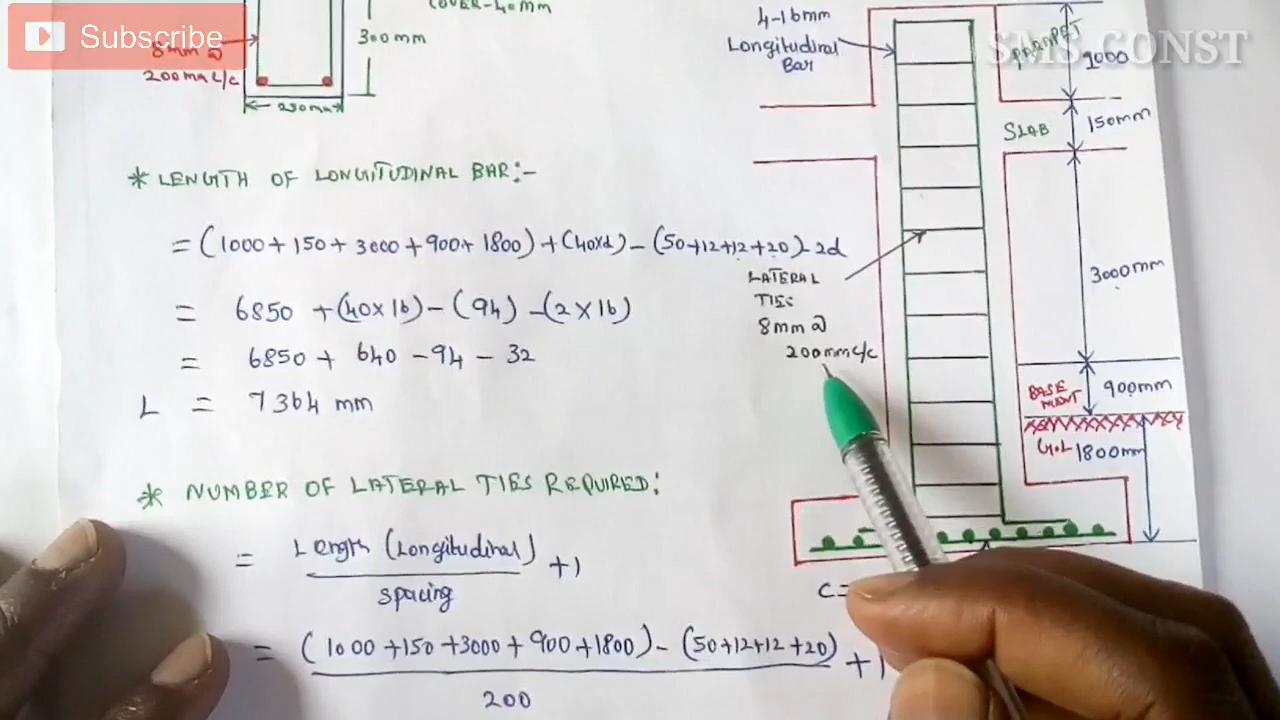 Subscribe
COVER-40mm
8mm @
200mm c/c
300mm
230mm
* LENGTH OF LONGITUDINAL BAR:-
= (1000+150+3000+900+1800)+(40xd)-(50+12+12+20)-2d
= 6850 +(40×16)-(94)-(2×16)
= 6850+ 640 -94-32
L = 7364 mm
* NUMBER OF LATERAL TIES REQUIRED:
= Length (Longitudinal) +1
spacing
= (1000+150+3000+900+1800)-(50+12+12+20) +1
200
4-16mm
Longitudinal
Bar
SMS CONST
PARAPET
1000
SLAB
150mm
3000mm
LATERAL
TIES
8mm @
200mm c/c
BASE
MENT
900mm
G.L
1800mm
C=